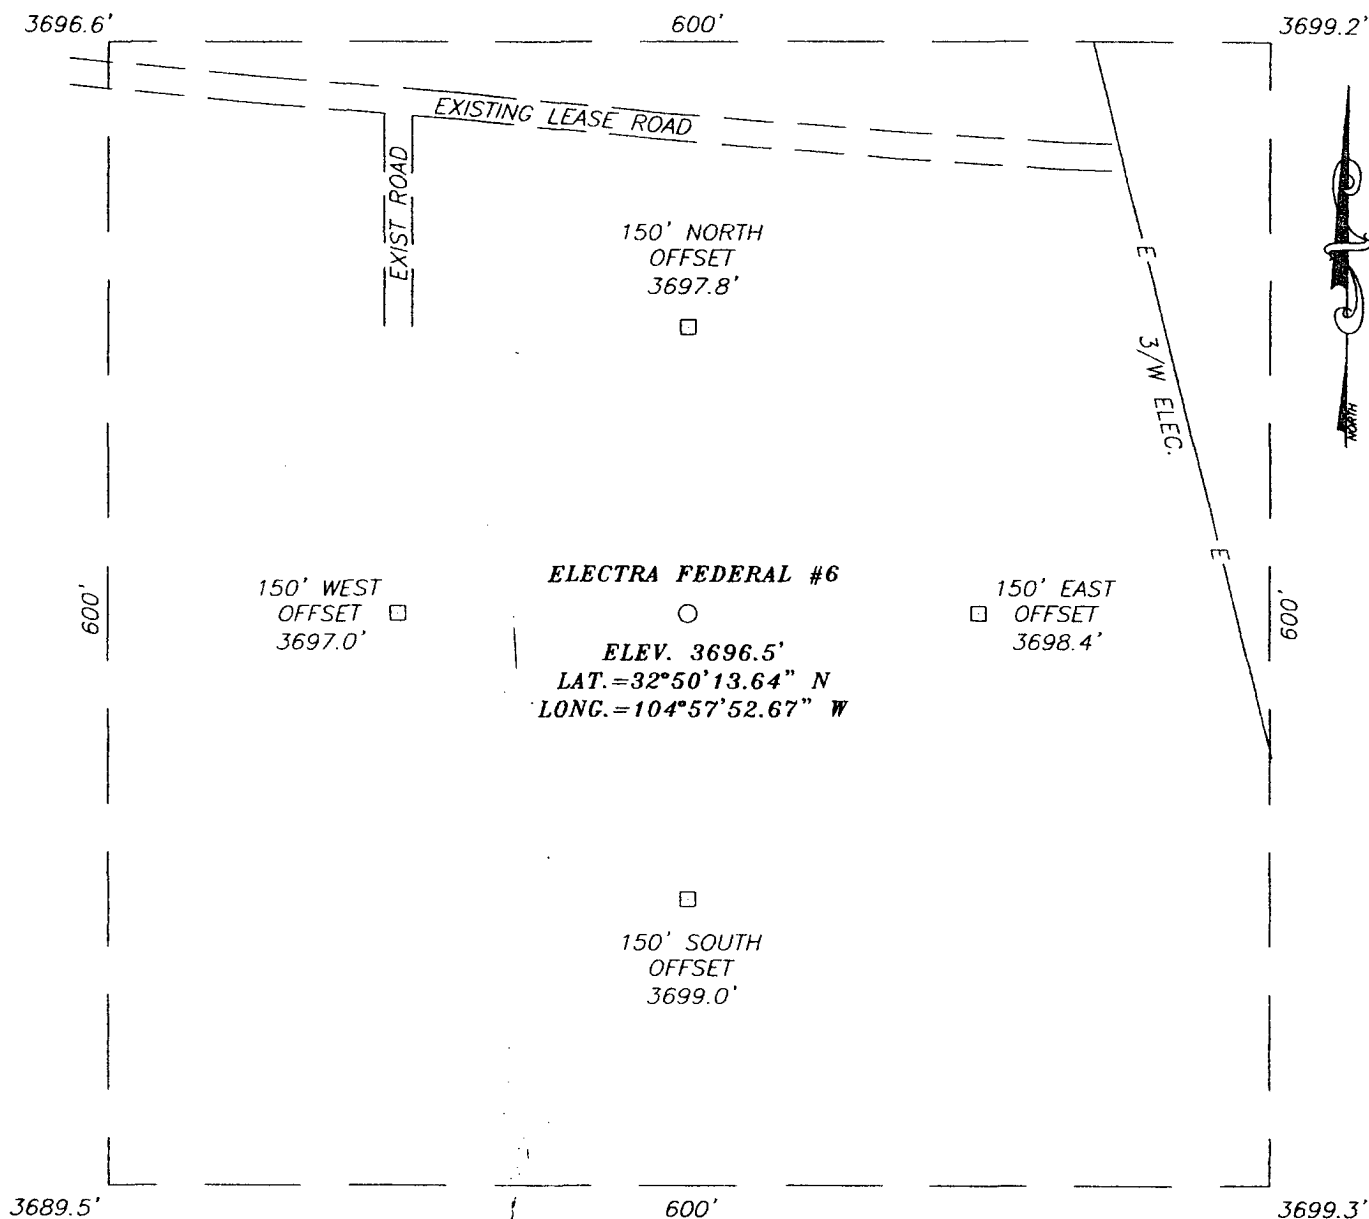 3696.6'
600'
3699.2'
EXISTING LEASE ROAD
EXIST ROAD
150' NORTH
OFFSET
3697.8'
E
3/W ELEC.
NORTH
E
600'
150' WEST
OFFSET
3697.0'
ELECTRA FEDERAL #6
ELEV. 3696.5'
LAT.=32°50'13.64" N
LONG.=104°57'52.67" W
150' EAST
OFFSET
3698.4'
600'
150' SOUTH
OFFSET
3699.0'
3689.5'
600'
3699.3'